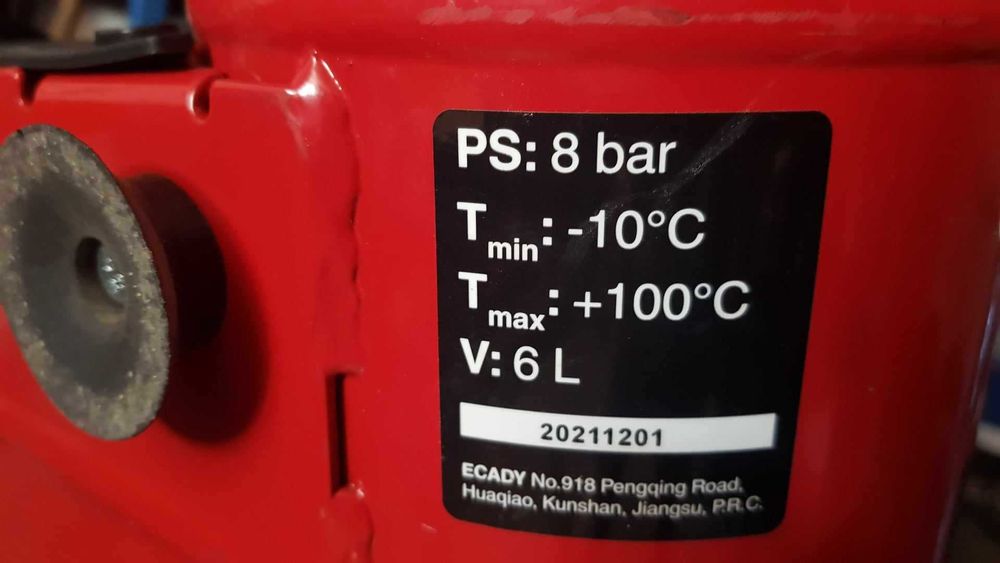 PS: 8 bar
Tmin: -10°C
Tmax: +100°C
V: 6 L
20211201
ECADY No.918 Pengqing Road,
Huaqiao, Kunshan, Jiangsu, P.R.C.